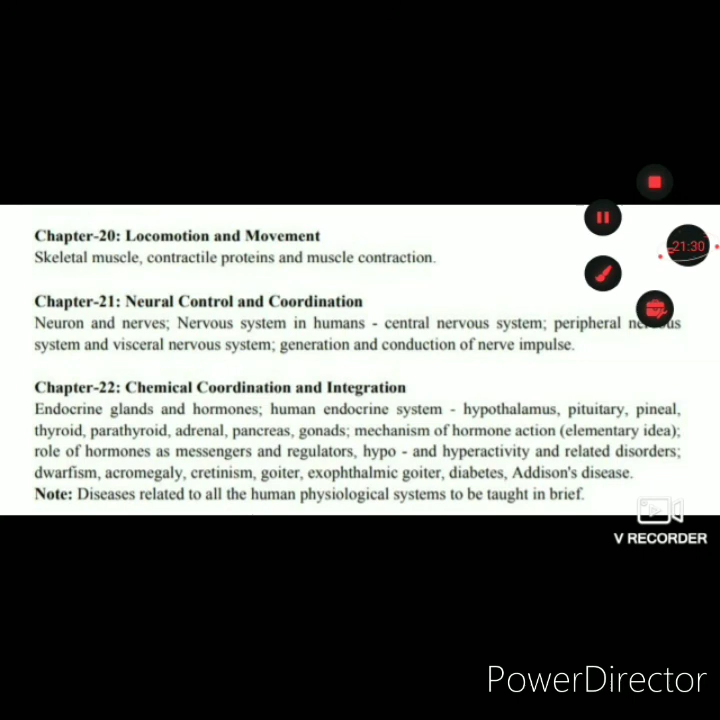 Chapter-20: Locomotion and Movement
Skeletal muscle, contractile proteins and muscle contraction.
21:30
Chapter-21: Neural Control and Coordination
Neuron and nerves; Nervous system in humans - central nervous system; peripheral
system and visceral nervous system; generation and conduction of nerve impulse.
Chapter-22: Chemical Coordination and Integration
Endocrine glands and hormones; human endocrine system - hypothalamus, pituitary, pineal,
thyroid, parathyroid, adrenal, pancreas, gonads; mechanism of hormone action (elementary idea);
role of hormones as messengers and regulators, hypo - and hyperactivity and related disorders;
dwarfism, acromegaly, cretinism, goiter, exophthalmic goiter, diabetes, Addison's disease.
Note: Diseases related to all the human physiological systems to be taught in brief.
V RECORDER
PowerDirector